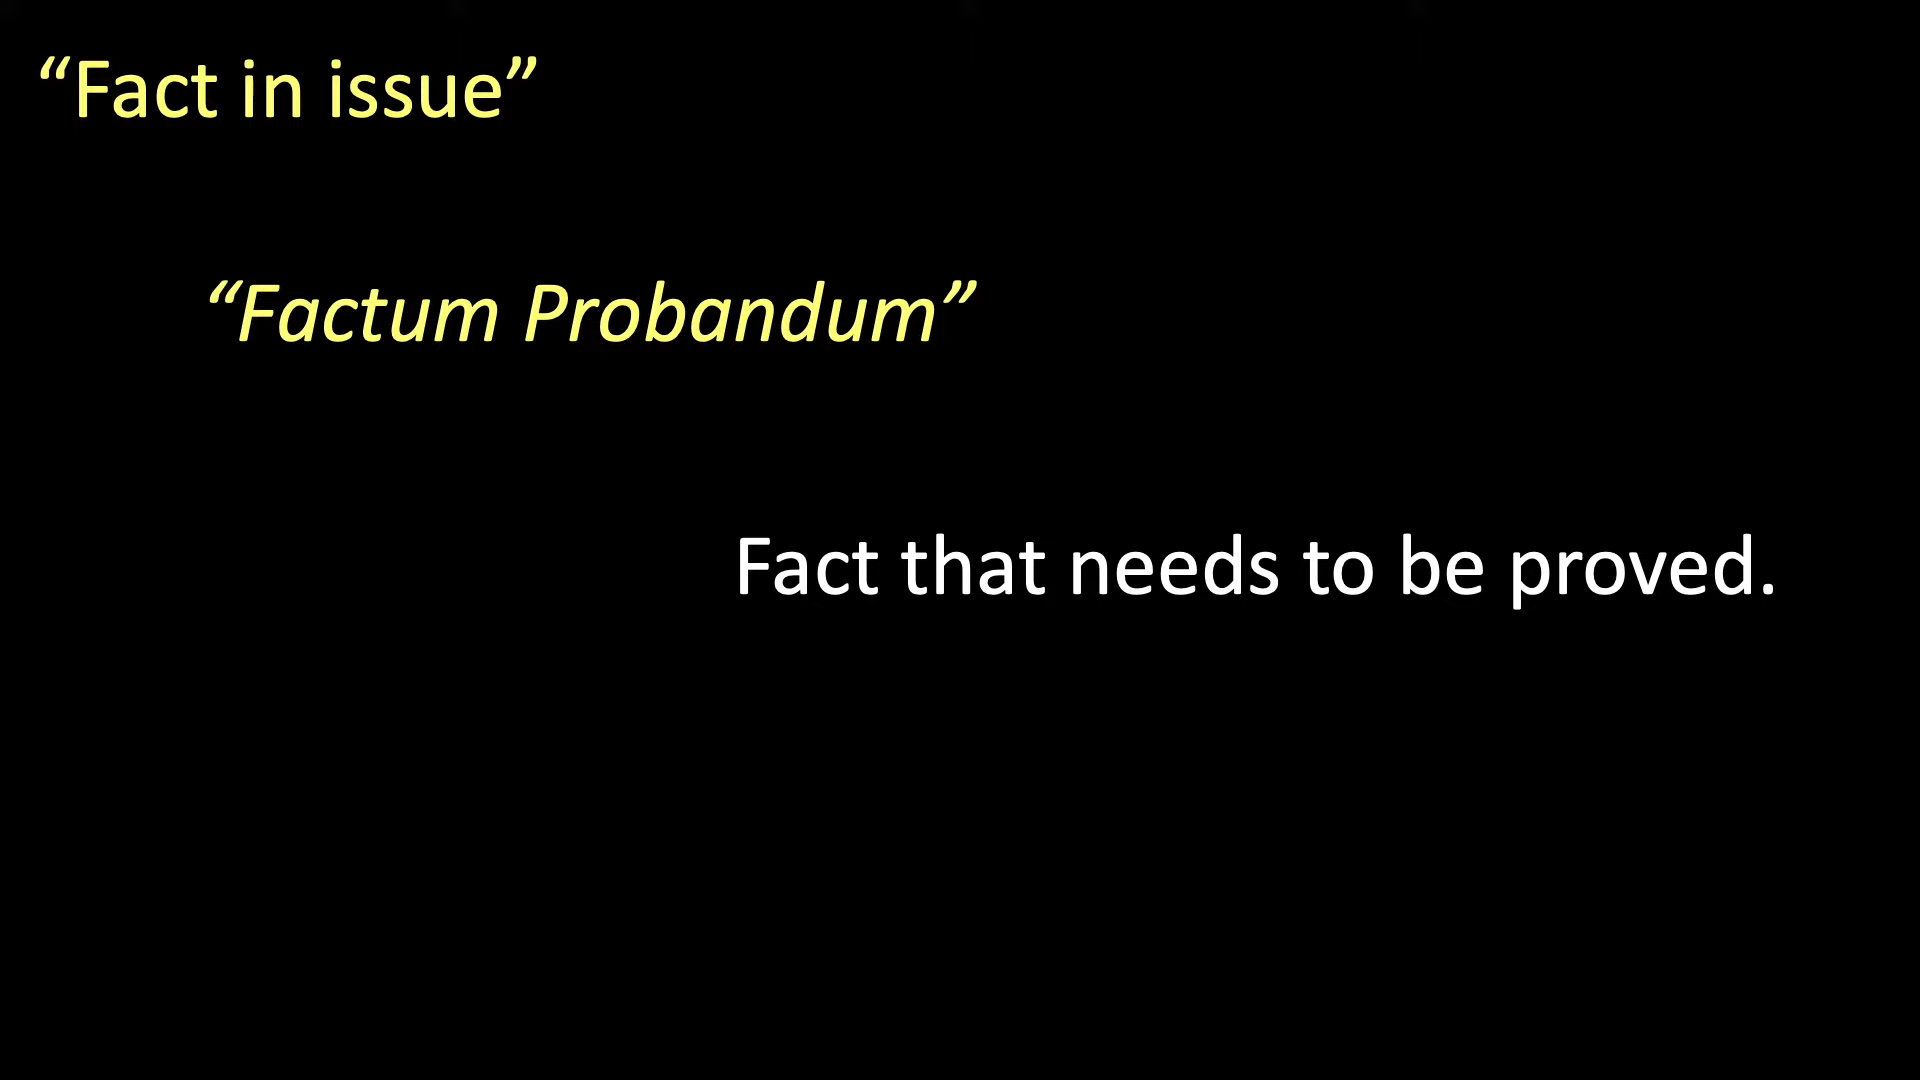 “Fact in issue”
“Factum Probandum”
Fact that needs to be proved.